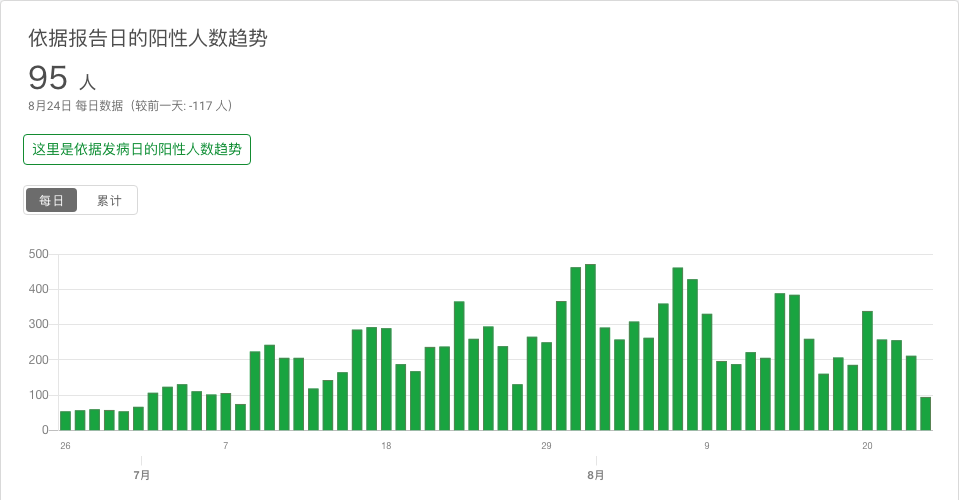 依据报告日的阳性人数趋势
95 人
8月24日 每日数据（较前一天: -117 人）
这里是依据发病日的阳性人数趋势
每日 累计
500
400
300
200
100
0
26 7 18 29 9 20
7月 8月